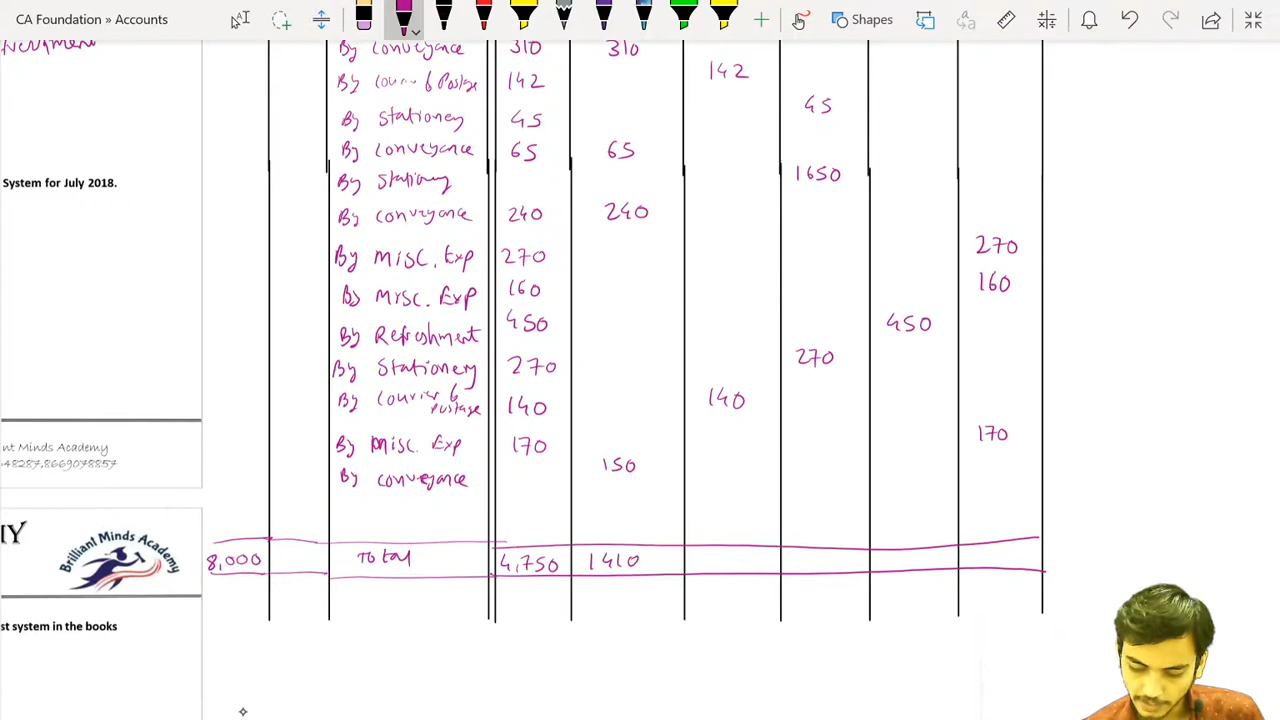 CA Foundation » Accounts
Shapes
By Conveyance 310 310
By Courier & Postage 142 142
By Stationery 45 45
By Conveyance 65 65
System for July 2018.
By Stationery 1650
By conveyance 240 240
By Misc. Exp 270 270
By Misc. Exp 160 160
By Refreshment 450 450
By Stationery 270 270
By Courier & Postage 140 140
nt Minds Academy
By Misc. Exp 170 170
648287,8669078857
By conveyance 150
MY
Brilliant Minds Academy
8,000 Total 4,750 1410
st system in the books